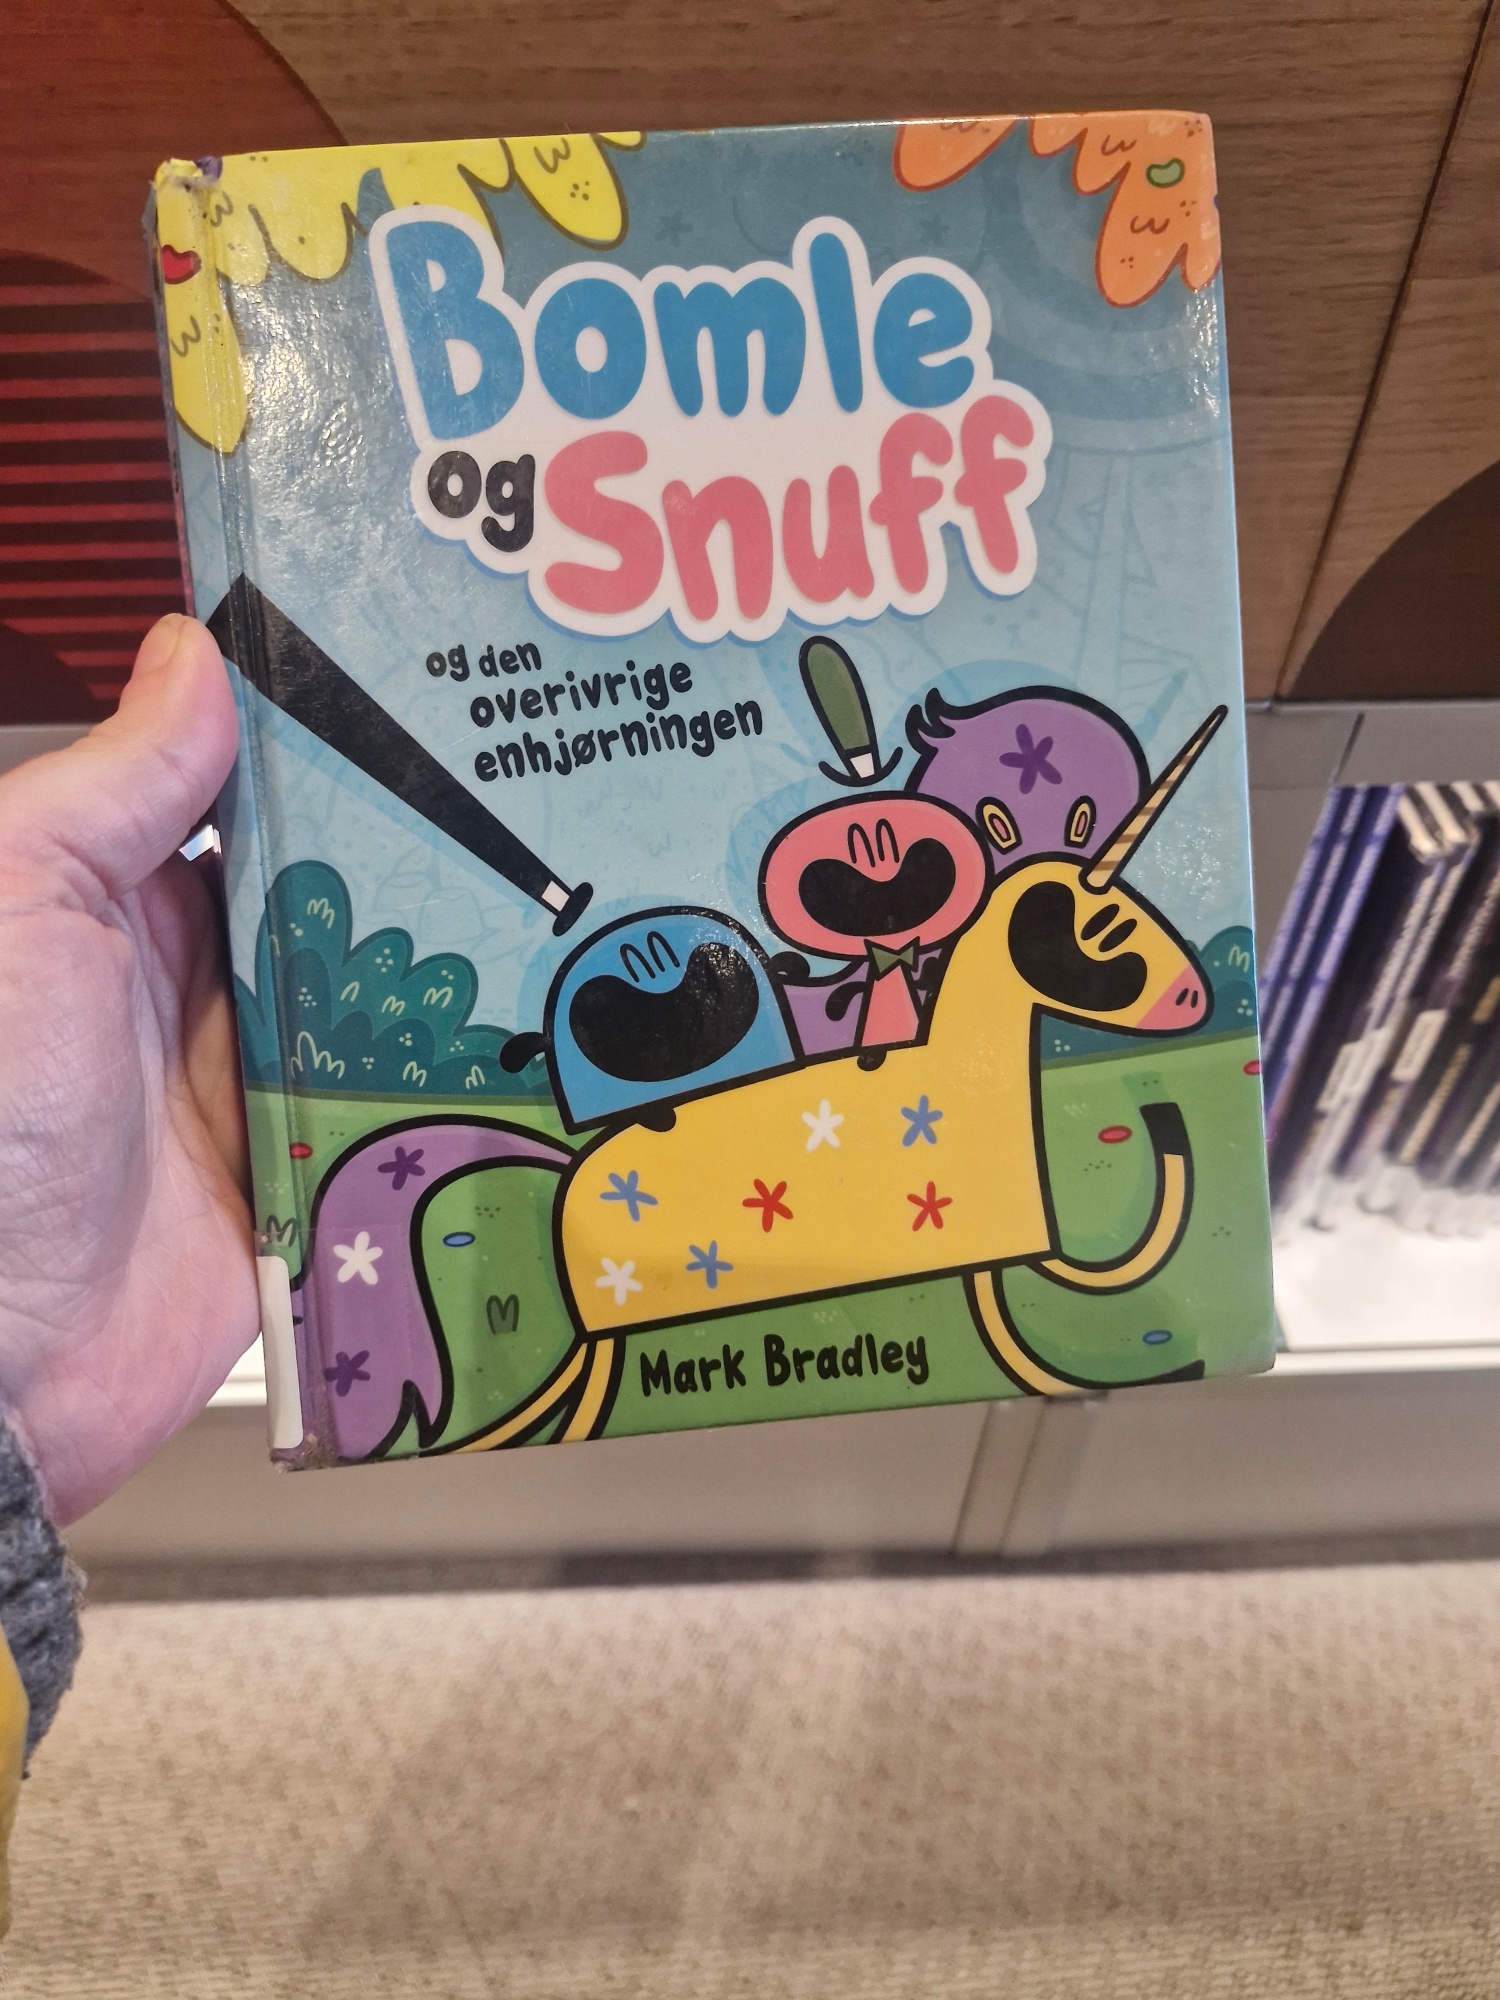 Bomle
og Snuff
og den
overivrige
enhjørningen
Mark Bradley